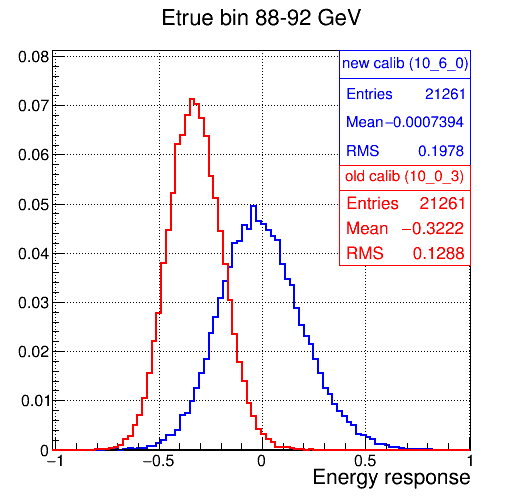 Etrue bin 88-92 GeV
0.08
0.07
0.06
0.05
0.04
0.03
0.02
0.01
0
new calib (10_6_0)
Entries 21261
Mean −0.0007394
RMS 0.1978
old calib (10_0_3)
Entries 21261
Mean −0.3222
RMS 0.1288
−1 −0.5 0 0.5 1
Energy response